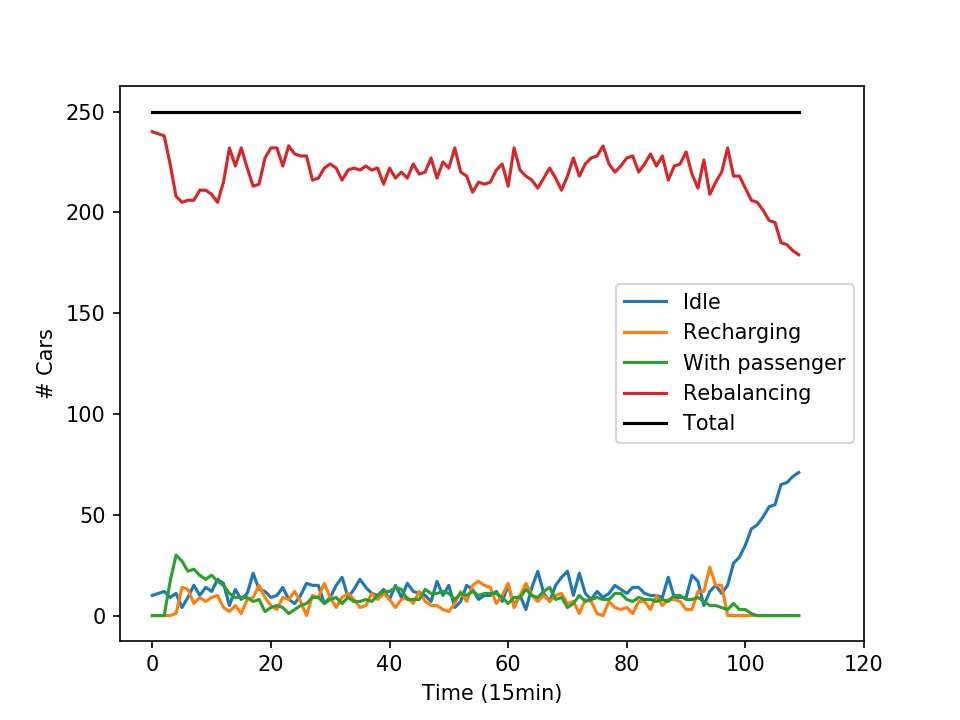 250
200
150
100
50
0
# Cars
Idle
Recharging
With passenger
Rebalancing
Total
0 20 40 60 80 100 120
Time (15min)